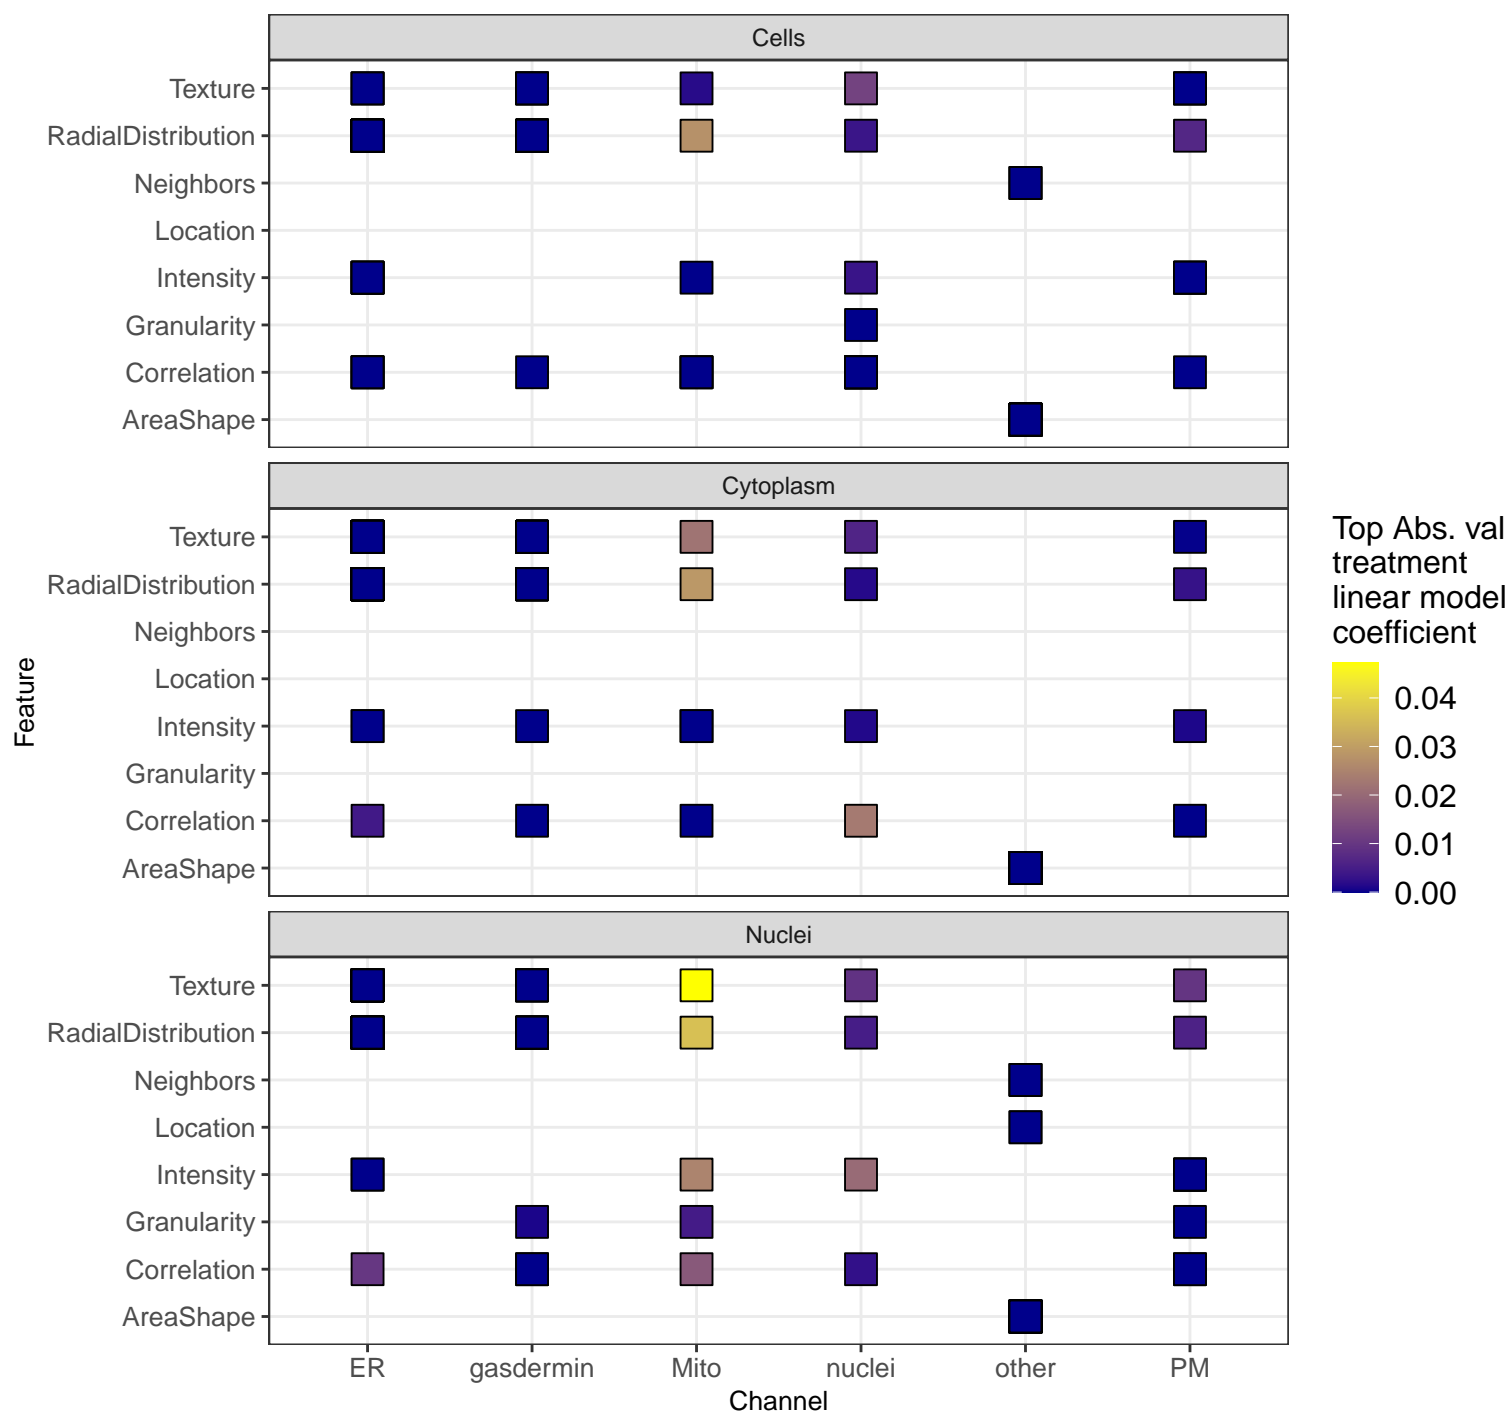 Cells
Texture
RadialDistribution
Neighbors
Location
Intensity
Granularity
Correlation
AreaShape
Cytoplasm
Texture
RadialDistribution
Neighbors
Location
Intensity
Granularity
Correlation
AreaShape
Nuclei
Texture
RadialDistribution
Neighbors
Location
Intensity
Granularity
Correlation
AreaShape
ER gasdermin Mito nuclei other PM
Channel
Feature
Top Abs. val
treatment
linear model
coefficient
0.04
0.03
0.02
0.01
0.00